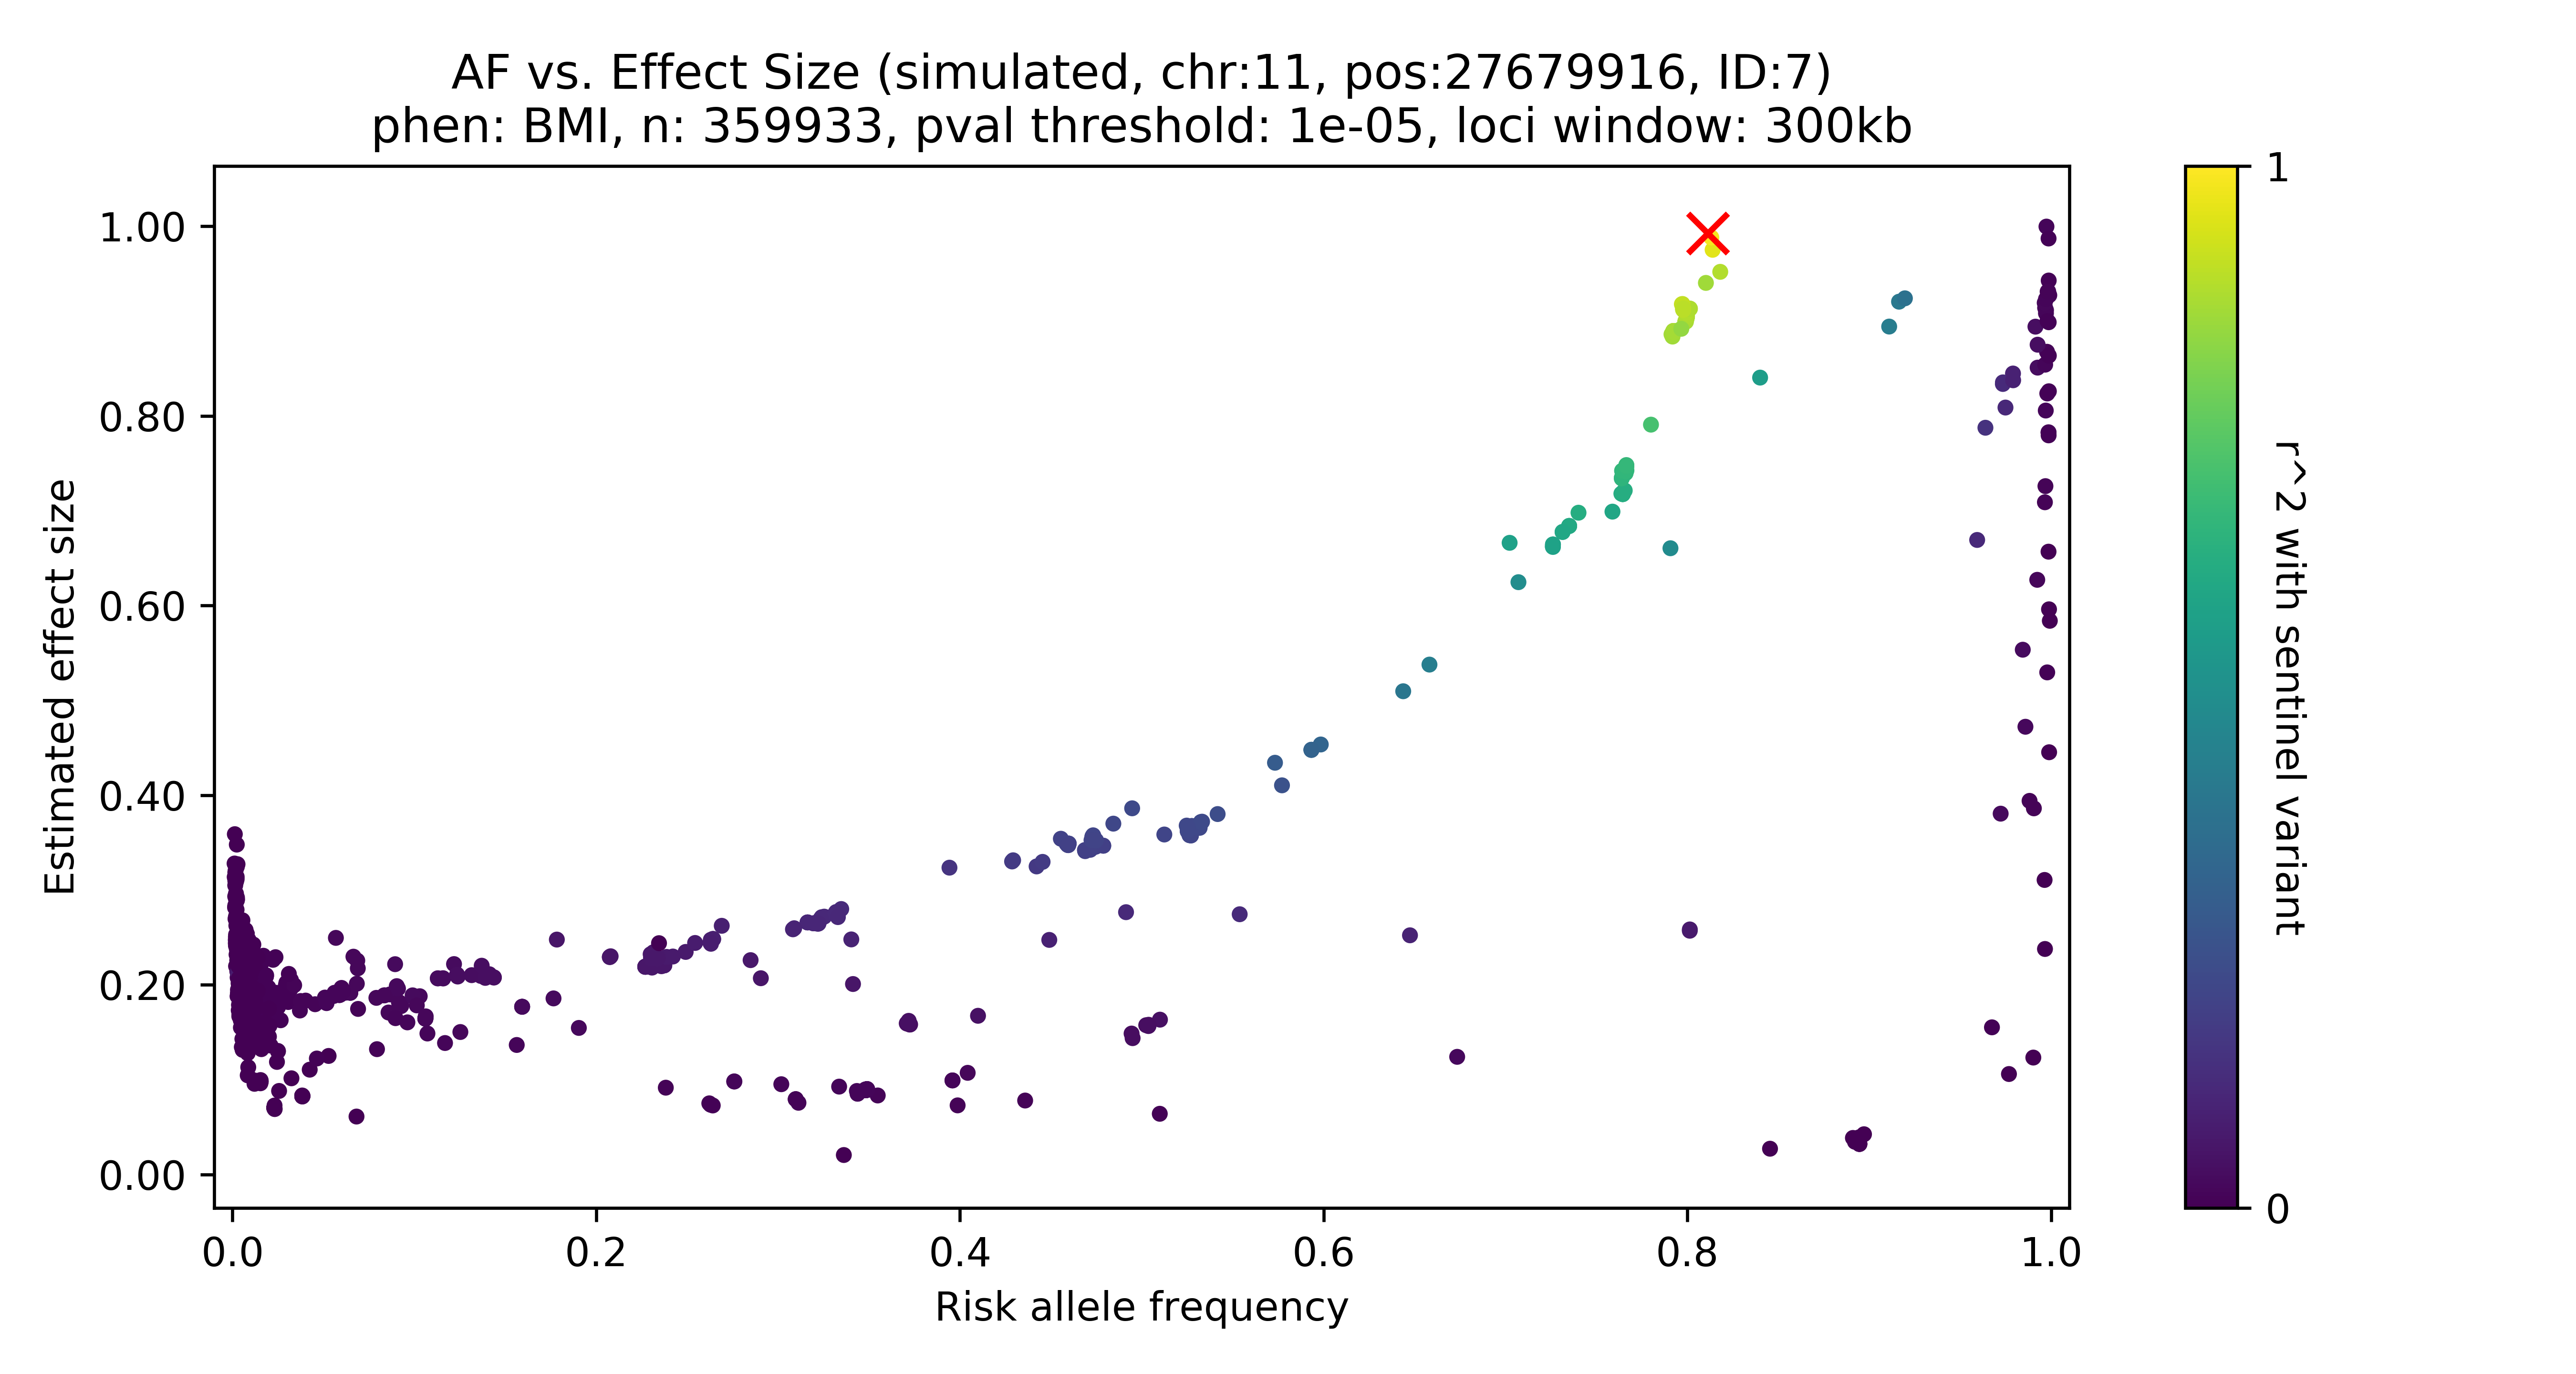 AF vs. Effect Size (simulated, chr:11, pos:27679916, ID:7)
phen: BMI, n: 359933, pval threshold: 1e-05, loci window: 300kb
1.00
0.80
0.60
0.40
0.20
0.00
Estimated effect size
0.0 0.2 0.4 0.6 0.8 1.0
Risk allele frequency
1
0
r^2 with sentinel variant